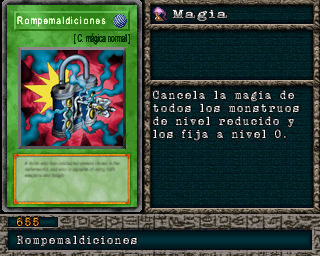 Rompemaldiciones
[C. mágica normal]
Magia
Cancela la magia de
todos los monstruos
de nivel reducido y
los fija a nivel 0.
655
Rompemaldiciones